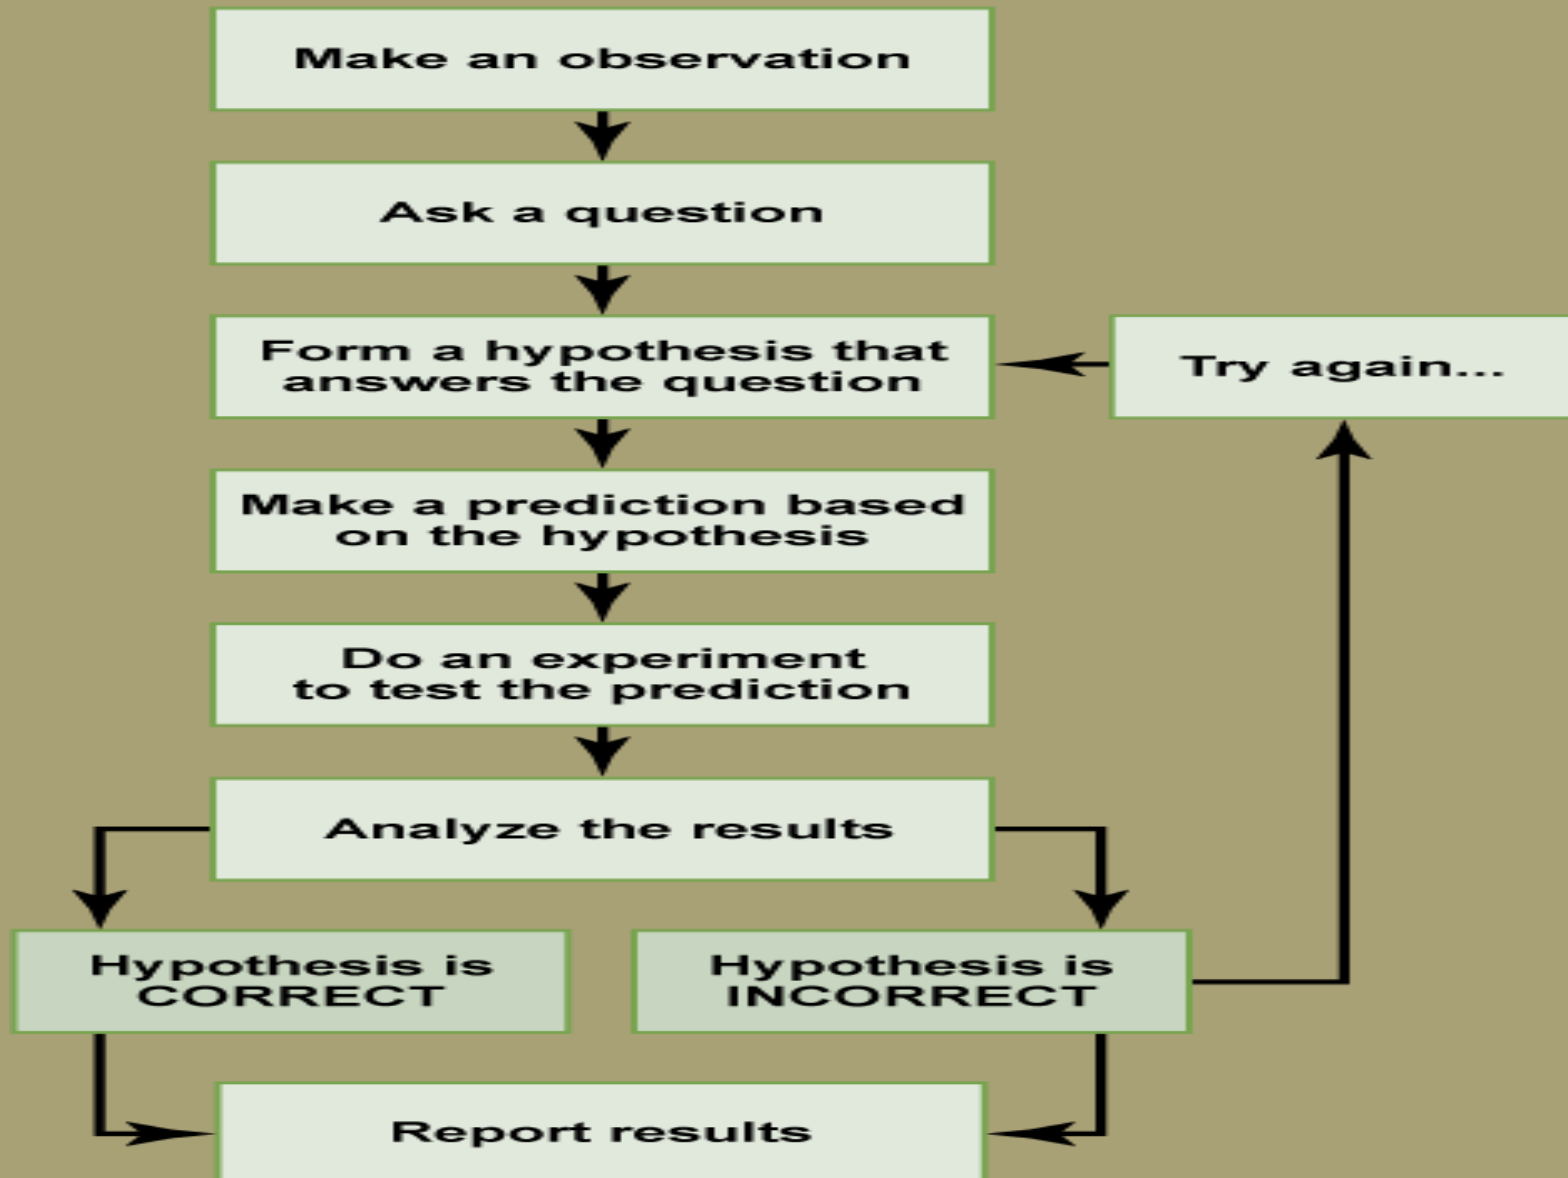 Make an observation
Ask a question
Form a hypothesis that
answers the question
Try again...
Make a prediction based
on the hypothesis
Do an experiment
to test the prediction
Analyze the results
Hypothesis is
CORRECT
Hypothesis is
INCORRECT
Report results